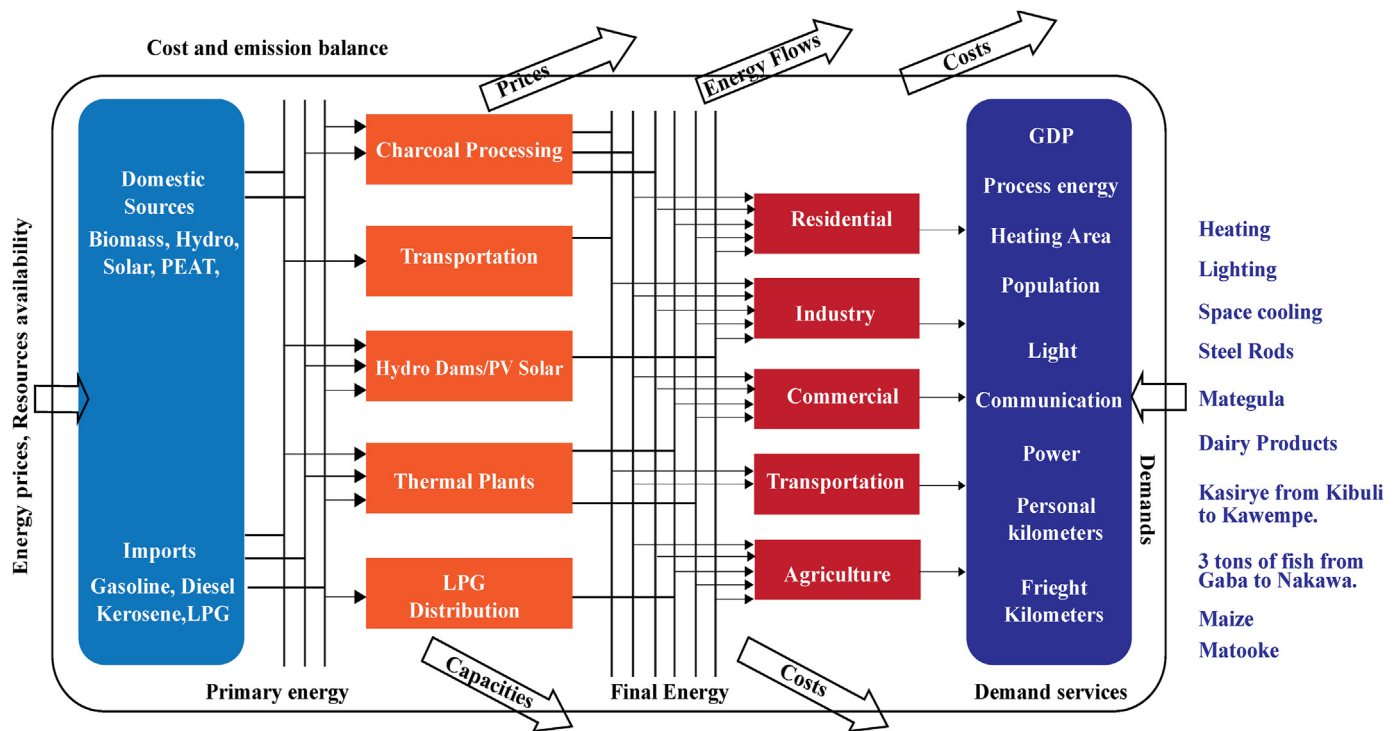 Cost and emission balance
Prices
Energy Flows
Costs
Energy prices, Resources availability
Domestic
Sources
Biomass, Hydro,
Solar, PEAT,
Imports
Gasoline, Diesel
Kerosene,LPG
Charcoal Processing
Transportation
Hydro Dams/PV Solar
Thermal Plants
LPG
Distribution
Residential
Industry
Commercial
Transportation
Agriculture
GDP
Process energy
Heating Area
Population
Light
Communication
Power
Personal
kilometers
Frieght
Kilometers
Demands
Heating
Lighting
Space cooling
Steel Rods
Mategula
Dairy Products
Kasirye from Kibuli
to Kawempe.
3 tons of fish from
Gaba to Nakawa.
Maize
Matooke
Primary energy
Capacities
Final Energy
Costs
Demand services